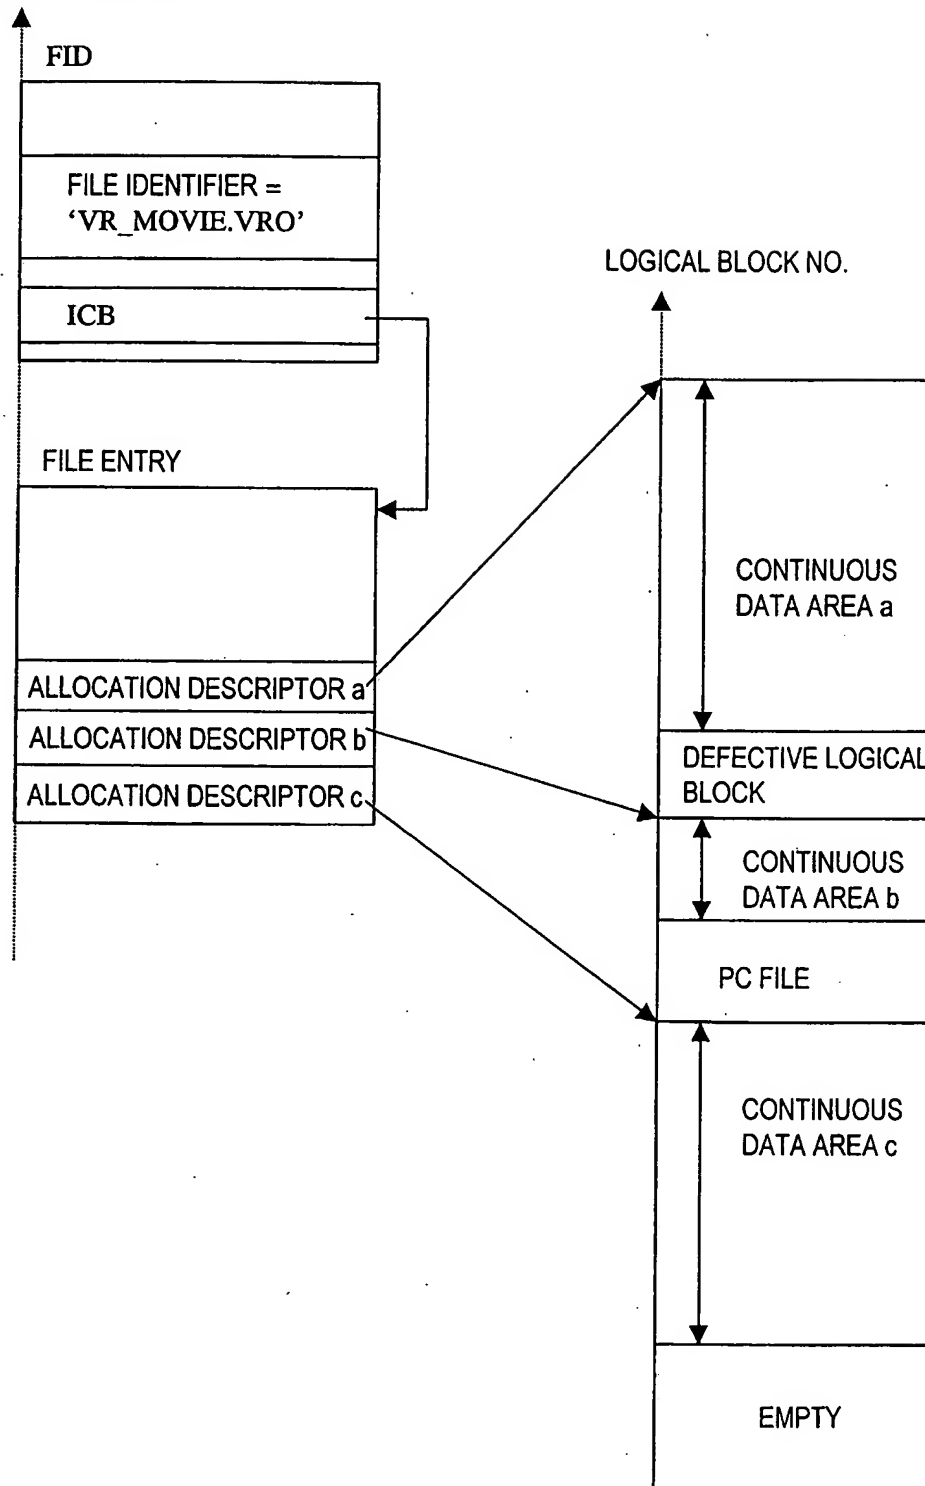 FID
FILE IDENTIFIER =
‘VR_MOVIE.VRO’
ICB
FILE ENTRY
ALLOCATION DESCRIPTOR a
ALLOCATION DESCRIPTOR b
ALLOCATION DESCRIPTOR c
LOGICAL BLOCK NO.
CONTINUOUS
DATA AREA a
DEFECTIVE LOGICAL
BLOCK
CONTINUOUS
DATA AREA b
PC FILE
CONTINUOUS
DATA AREA c
EMPTY